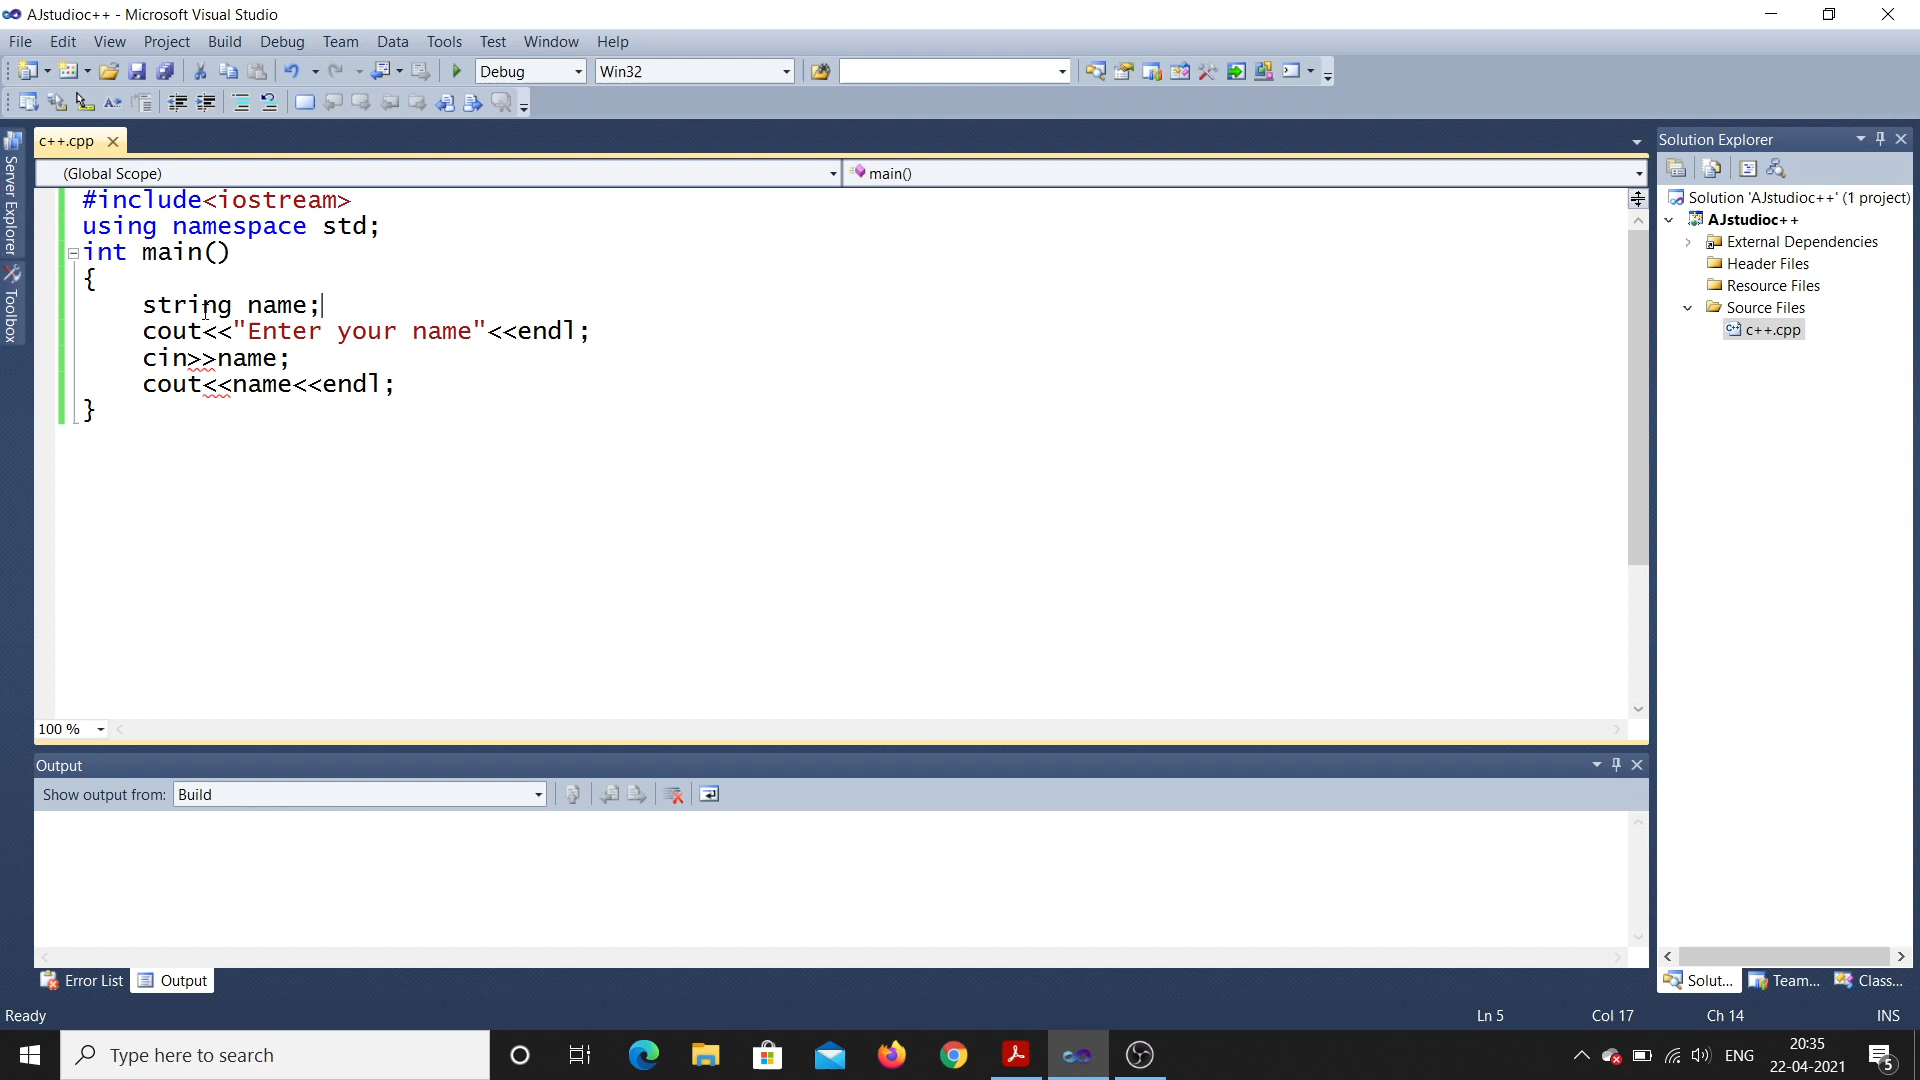 AJstudioc++ - Microsoft Visual Studio
File Edit View Project Build Debug Team Data Tools Test Window Help
Debug Win32
Server Explorer
Toolbox
c++.cpp
(Global Scope) main()
#include<iostream>
using namespace std;
int main()
{
string name;
cout<<"Enter your name"<<endl;
cin>>name;
cout<<name<<endl;
}
100 %
Solution Explorer
Solution 'AJstudioc++' (1 project)
AJstudioc++
External Dependencies
Header Files
Resource Files
Source Files
c++.cpp
Output
Show output from: Build
Error List Output
Solut... Team... Class...
Ready Ln 5 Col 17 Ch 14 INS
Type here to search
ENG
20:35
22-04-2021
5